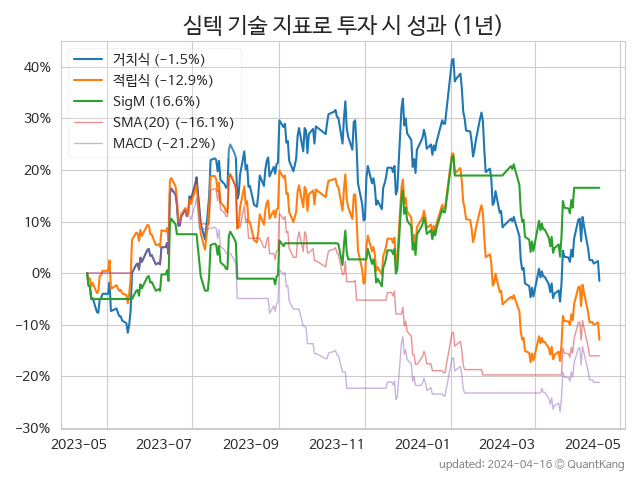 심텍 기술 지표로 투자 시 성과 (1년)
거치식 (−1.5%)
적립식 (−12.9%)
SigM (16.6%)
SMA(20) (−16.1%)
MACD (−21.2%)
40%
30%
20%
10%
0%
−10%
−20%
−30%
2023-05 2023-07 2023-09 2023-11 2024-01 2024-03 2024-05
updated: 2024-04-16 © QuantKang